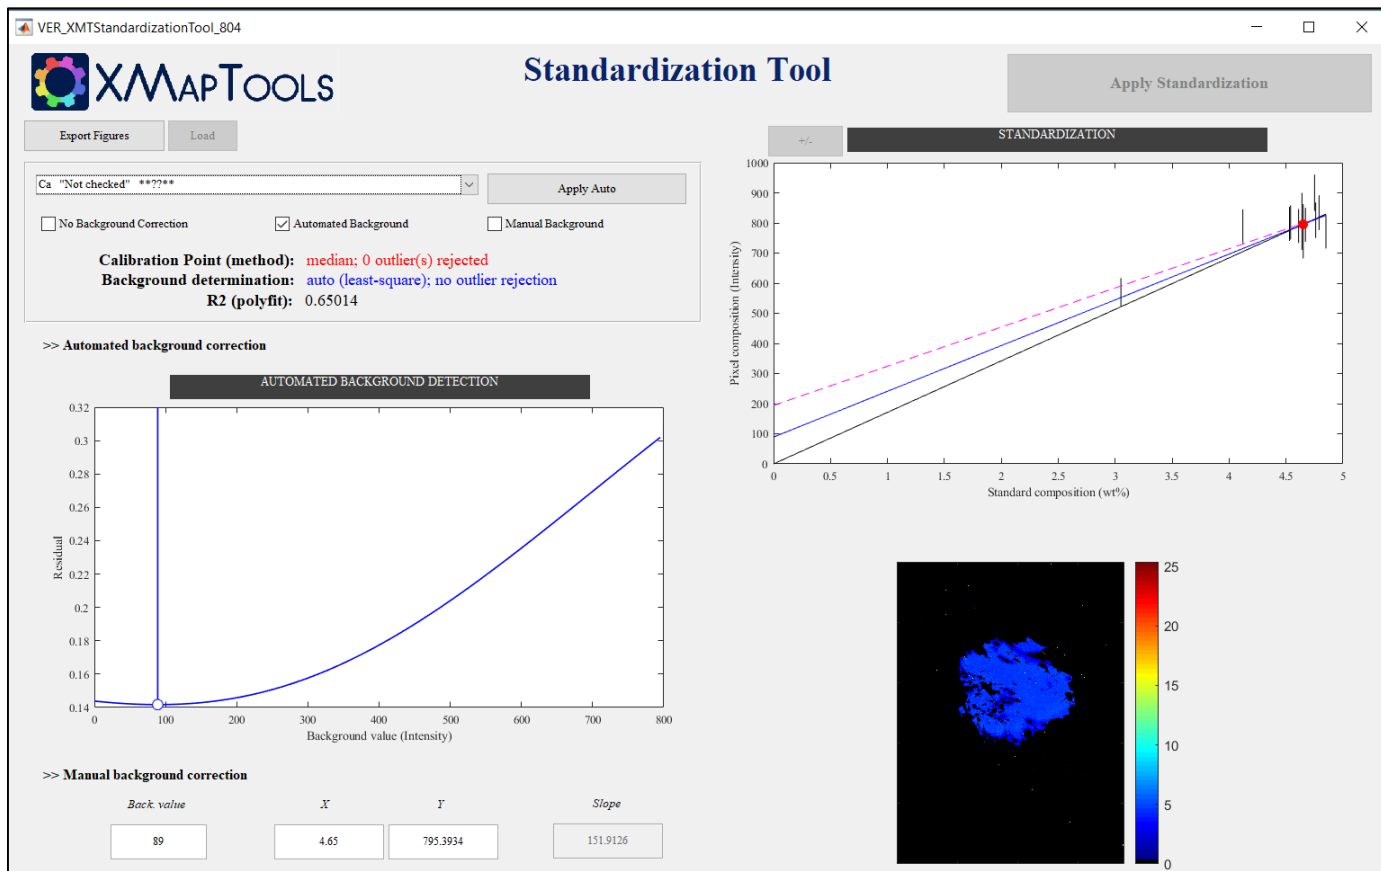 VER_XMTStandardizationTool_804
XMAPTOOLS
Standardization Tool
Apply Standardization
Export Figures
Load
Ca "Not checked" **??**
Apply Auto
No Background Correction
Automated Background
Manual Background
Calibration Point (method): median; 0 outlier(s) rejected
Background determination: auto (least-square); no outlier rejection
R2 (polyfit): 0.65014
>> Automated background correction
AUTOMATED BACKGROUND DETECTION
0.32
0.3
0.28
0.26
0.24
0.22
0.2
0.18
0.16
0.14
Residual
0 100 200 300 400 500 600 700 800
Background value (Intensity)
>> Manual background correction
Back. value X Y Slope
89 4.65 795.3934 151.9126
+/-
STANDARDIZATION
1000
900
800
700
600
500
400
300
200
100
0
Pixel composition (Intensity)
0 0.5 1 1.5 2 2.5 3 3.5 4 4.5 5
Standard composition (wt%)
25
20
15
10
5
0